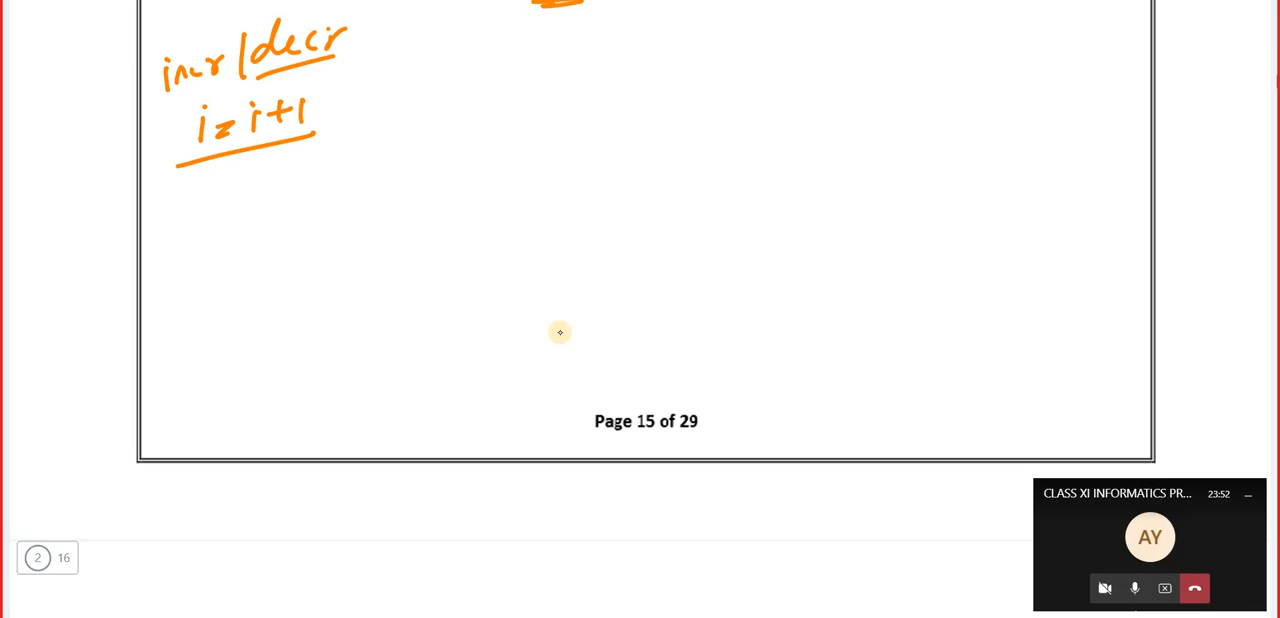 incr/decr
i = i+1
Page 15 of 29
CLASS XI INFORMATICS PR... 23:52
AY
2 16